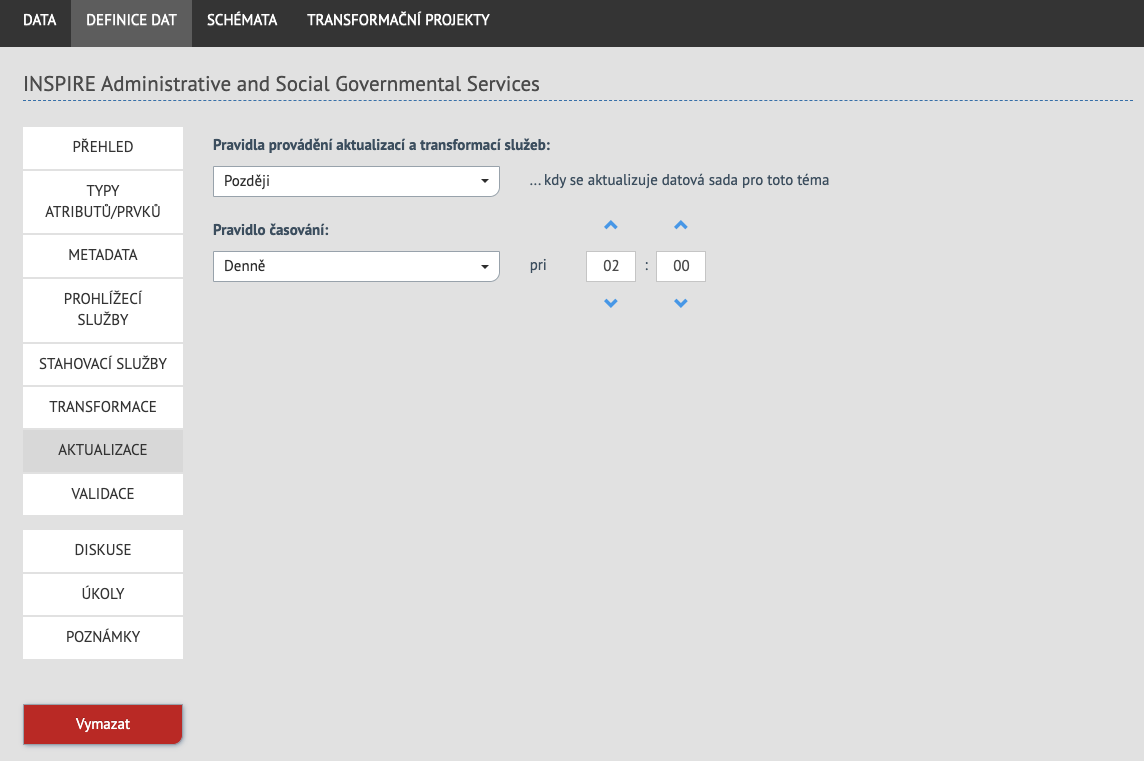 DATA DEFINICE DAT SCHÉMATA TRANSFORMAČNÍ PROJEKTY
INSPIRE Administrative and Social Governmental Services
PŘEHLED
TYPY
ATRIBUTŮ/PRVKŮ
METADATA
PROHLÍŽECÍ
SLUŽBY
STAHOVACÍ SLUŽBY
TRANSFORMACE
AKTUALIZACE
VALIDACE
DISKUSE
ÚKOLY
POZNÁMKY
Vymazat
Pravidla provádění aktualizací a transformací služeb:
Později ... kdy se aktualizuje datová sada pro toto téma
Pravidlo časování:
Denně pri 02 : 00